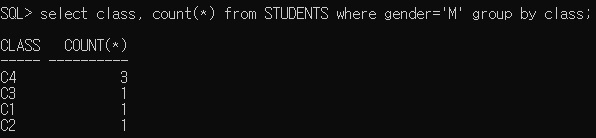 SQL> select class, count(*) from STUDENTS where gender='M' group by class;
CLASS COUNT(*)
----- ----------
C4 3
C3 1
C1 1
C2 1